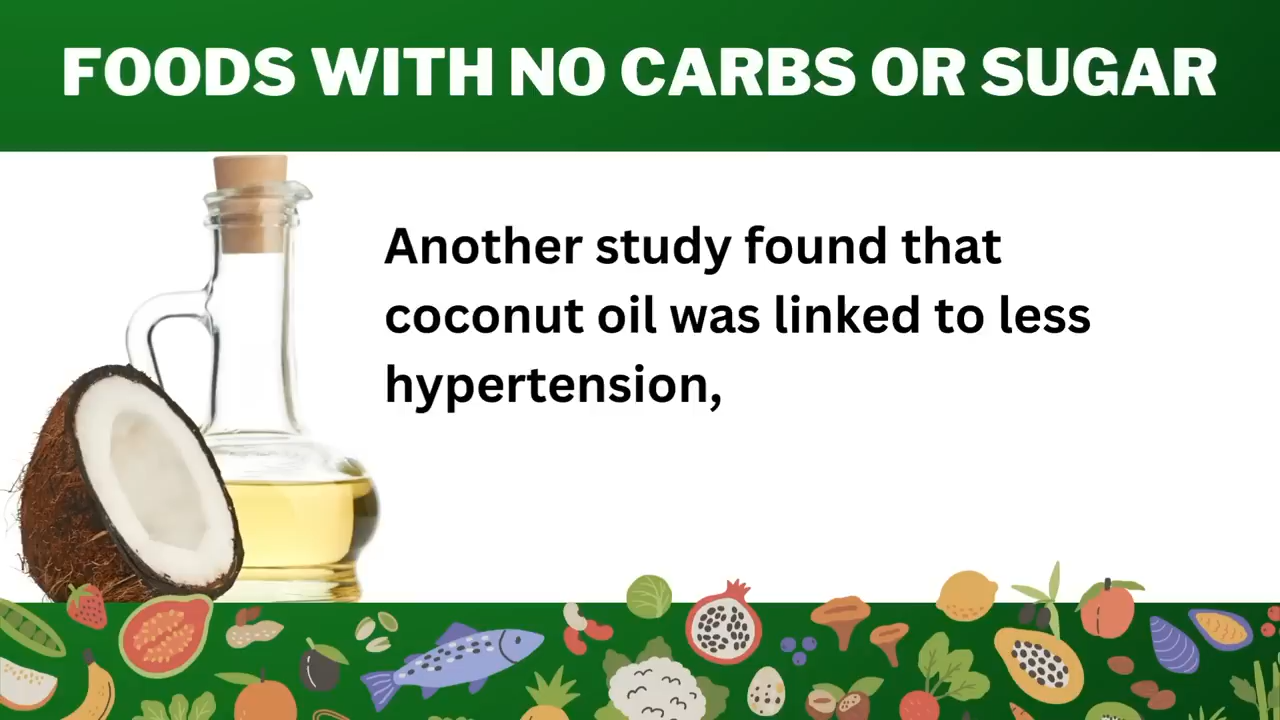 FOODS WITH NO CARBS OR SUGAR
Another study found that
coconut oil was linked to less
hypertension,